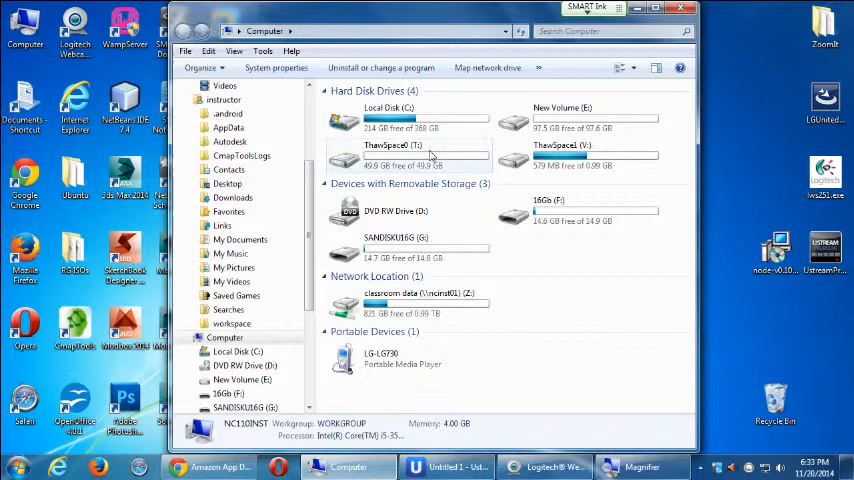 SMART Ink
Computer
Search Computer
File Edit View Tools Help
Organize System properties Uninstall or change a program Map network drive »
Videos
instructor
.android
AppData
Autodesk
CmapToolsLogs
Contacts
Desktop
Downloads
Favorites
Links
My Documents
My Music
My Pictures
My Videos
Saved Games
Searches
workspace
Computer
Local Disk (C:)
DVD RW Drive (D:)
New Volume (E:)
16Gb (F:)
SANDISKU16G (G:)
Hard Disk Drives (4)
Local Disk (C:)
214 GB free of 368 GB
New Volume (E:)
97.5 GB free of 97.6 GB
ThawSpace0 (T:)
49.9 GB free of 49.9 GB
ThawSpace1 (V:)
579 MB free of 0.99 GB
Devices with Removable Storage (3)
DVD RW Drive (D:)
16Gb (F:)
14.6 GB free of 14.9 GB
SANDISKU16G (G:)
14.7 GB free of 14.8 GB
Network Location (1)
classroom data (\\ncinst01) (Z:)
821 GB free of 0.99 TB
Portable Devices (1)
LG-LG730
Portable Media Player
NC110INST Workgroup: WORKGROUP Memory: 4.00 GB
Processor: Intel(R) Core(TM) i5-35...
Computer
Logitech Webca...
WampServer
Documents - Shortcut
Internet Explorer
NetBeans IDE 7.4
Google Chrome
Ubuntu
3ds Max 2014
Mozilla Firefox
RG ISOs
SketchBook Designer ...
Opera
CmapTools
Mudbox 2014
Safari
OpenOffice 4.0.1
Adobe Photosh...
ZoomIt
LGUnited...
Logitech
lws251.exe
node-v0.10...
USTREAM
UstreamPr...
Recycle Bin
Amazon App D...
Computer
Untitled 1 - Ust...
Logitech® We...
Magnifier
6:33 PM
11/20/2014